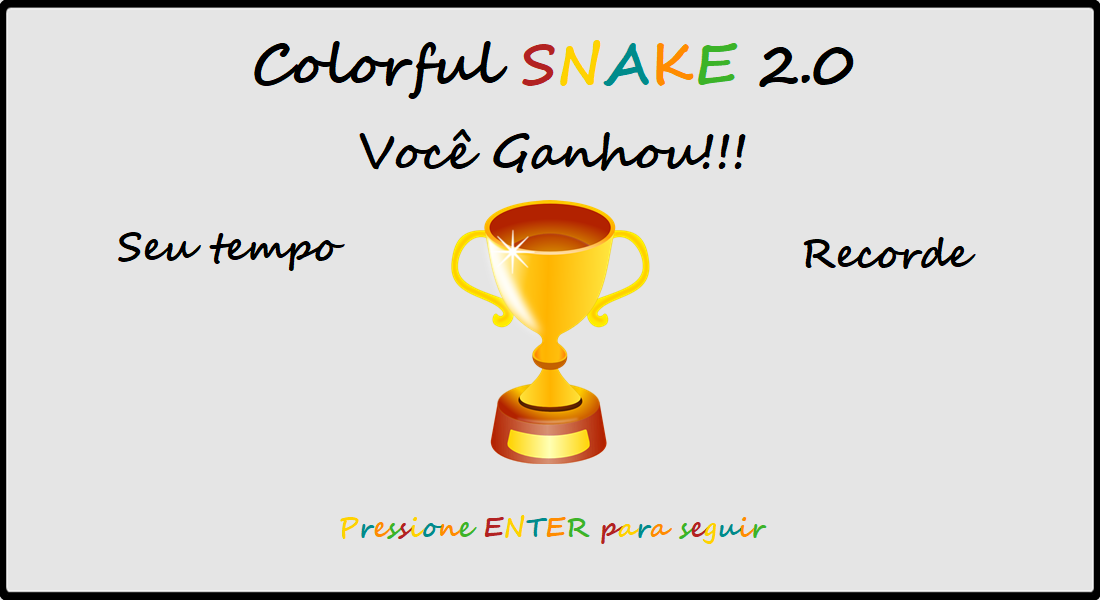 Colorful SNAKE 2.0
Você Ganhou!!!
Seu tempo
Recorde
Pressione ENTER para seguir